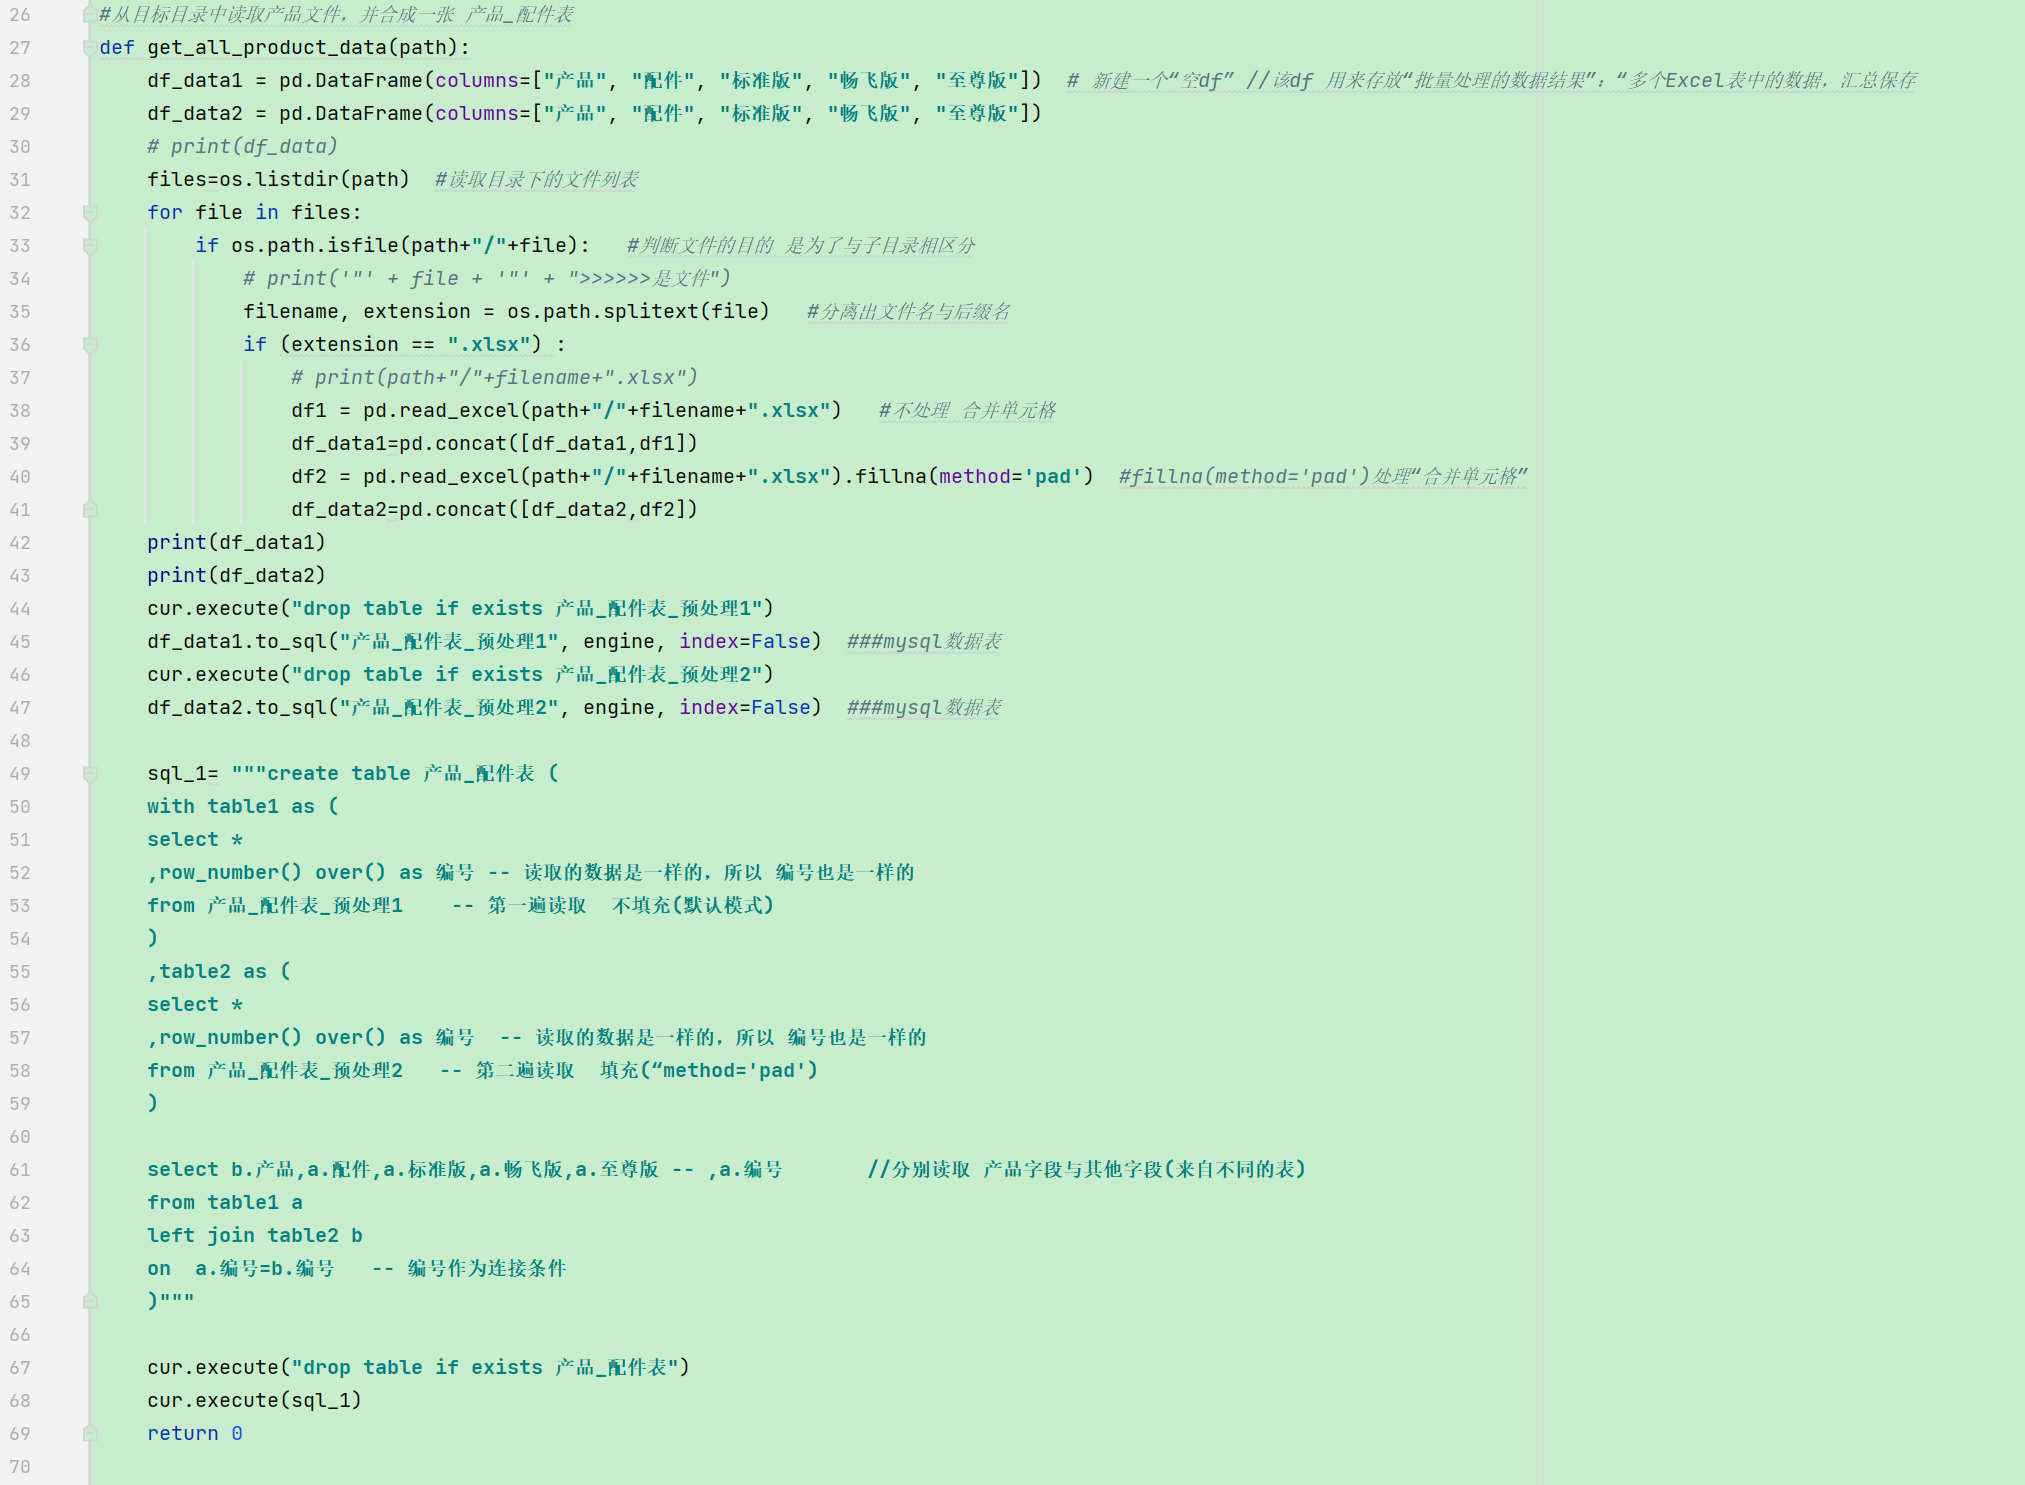 26 #从目标目录中读取产品文件，并合成一张 产品_配件表
27 def get_all_product_data(path):
28 df_data1 = pd.DataFrame(columns=["产品", "配件", "标准版", "畅飞版", "至尊版"])  # 新建一个“空df” //该df 用来存放“批量处理的数据结果”：“多个Excel表中的数据，汇总保存
29 df_data2 = pd.DataFrame(columns=["产品", "配件", "标准版", "畅飞版", "至尊版"])
30 # print(df_data)
31 files=os.listdir(path)  #读取目录下的文件列表
32 for file in files:
33 if os.path.isfile(path+"/"+file):   #判断文件的目的 是为了与子目录相区分
34 # print('"' + file + '"' + ">>>>>>是文件")
35 filename, extension = os.path.splitext(file)   #分离出文件名与后缀名
36 if (extension == ".xlsx") :
37 # print(path+"/"+filename+".xlsx")
38 df1 = pd.read_excel(path+"/"+filename+".xlsx")   #不处理 合并单元格
39 df_data1=pd.concat([df_data1,df1])
40 df2 = pd.read_excel(path+"/"+filename+".xlsx").fillna(method='pad')  #fillna(method='pad')处理“合并单元格”
41 df_data2=pd.concat([df_data2,df2])
42 print(df_data1)
43 print(df_data2)
44 cur.execute("drop table if exists 产品_配件表_预处理1")
45 df_data1.to_sql("产品_配件表_预处理1", engine, index=False)  ###mysql数据表
46 cur.execute("drop table if exists 产品_配件表_预处理2")
47 df_data2.to_sql("产品_配件表_预处理2", engine, index=False)  ###mysql数据表
48
49 sql_1= """create table 产品_配件表 (
50 with table1 as (
51 select *
52 ,row_number() over() as 编号 -- 读取的数据是一样的，所以 编号也是一样的
53 from 产品_配件表_预处理1    -- 第一遍读取  不填充(默认模式)
54 )
55 ,table2 as (
56 select *
57 ,row_number() over() as 编号  -- 读取的数据是一样的，所以 编号也是一样的
58 from 产品_配件表_预处理2   -- 第二遍读取  填充(“method='pad')
59 )
60
61 select b.产品,a.配件,a.标准版,a.畅飞版,a.至尊版 -- ,a.编号       //分别读取 产品字段与其他字段(来自不同的表)
62 from table1 a
63 left join table2 b
64 on  a.编号=b.编号   -- 编号作为连接条件
65 )"""
66
67 cur.execute("drop table if exists 产品_配件表")
68 cur.execute(sql_1)
69 return 0
70